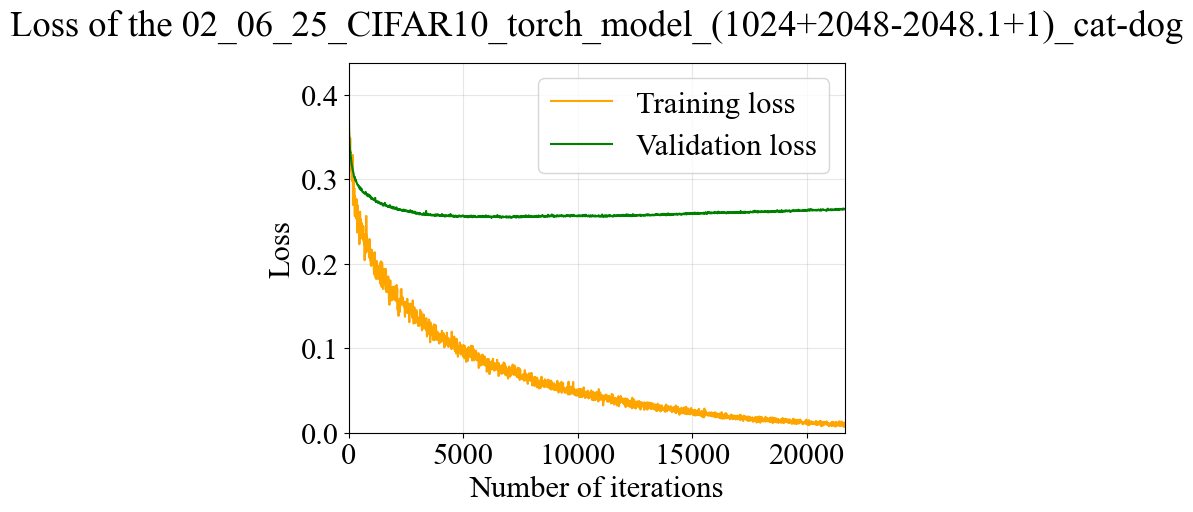 Loss of the 02_06_25_CIFAR10_torch_model_(1024+2048-2048.1+1)_cat-dog
Training loss
Validation loss
0.4
0.3
0.2
0.1
0.0
Loss
0 5000 10000 15000 20000
Number of iterations